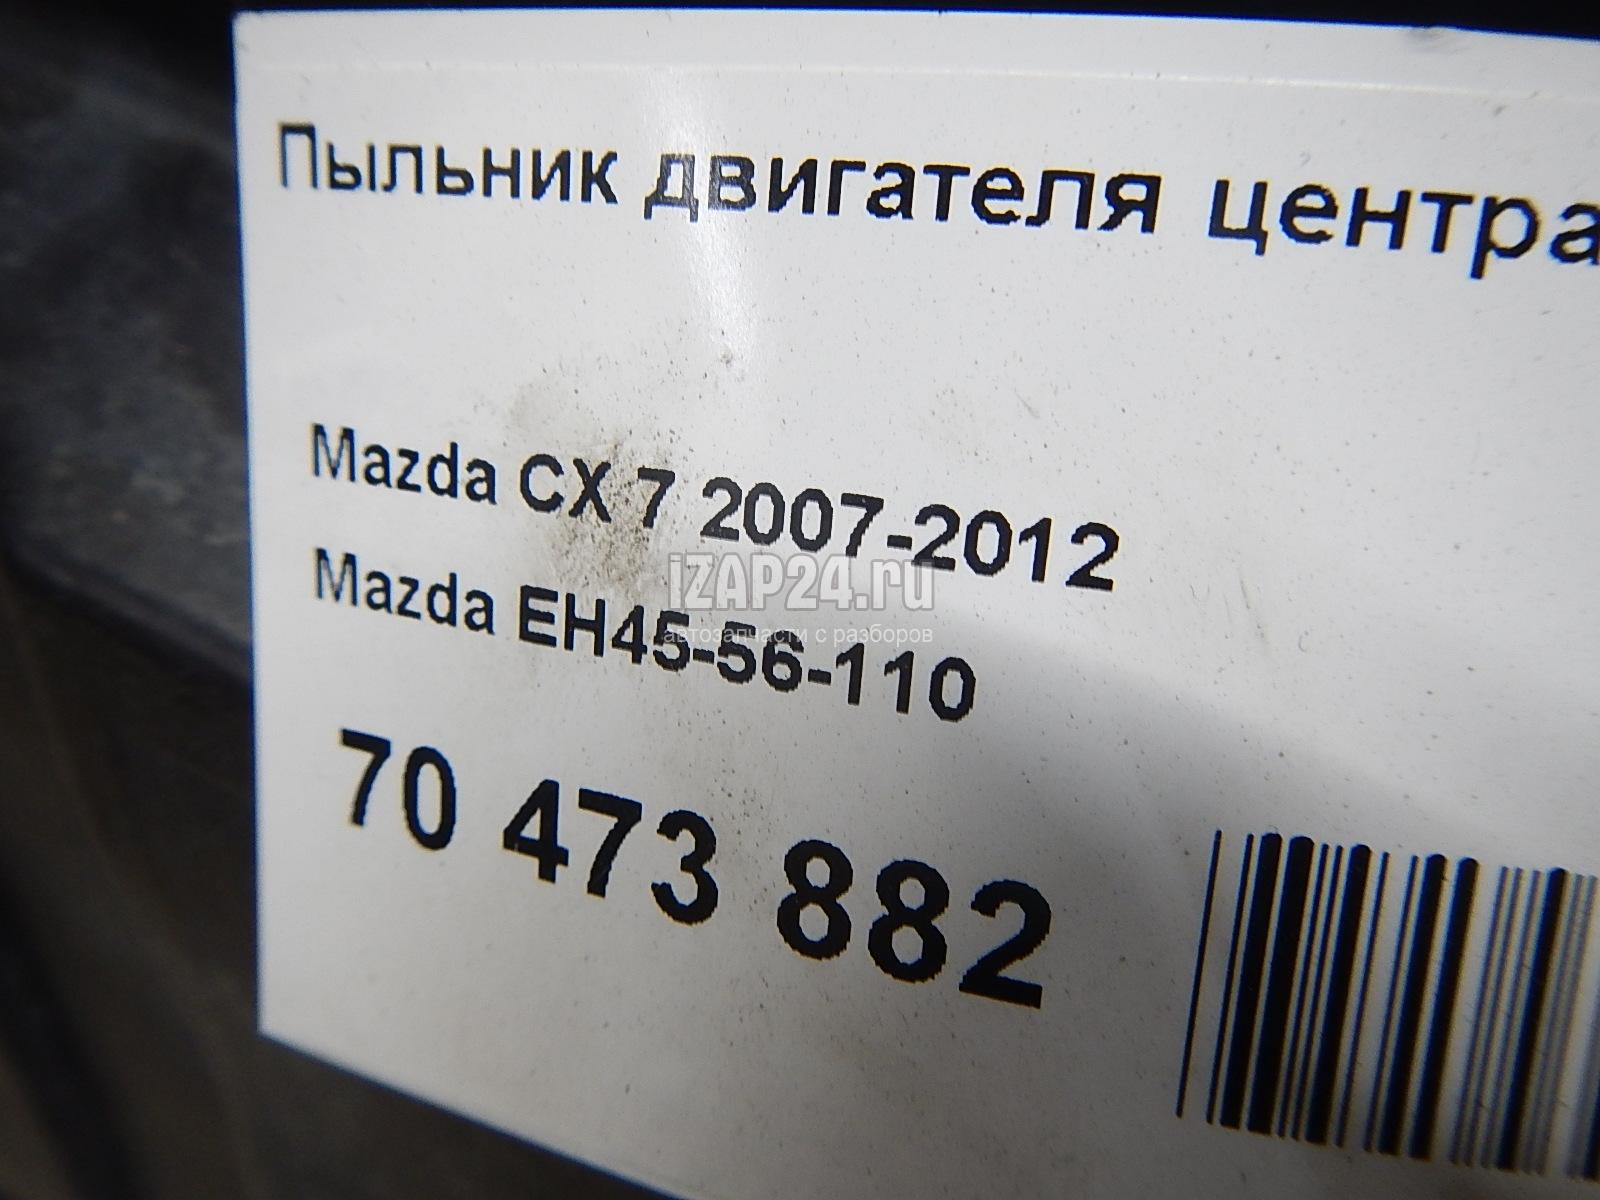 Пыльник двигателя центра
Mazda CX 7 2007-2012
iZAP24.ru
Mazda EH45-56-110
автозапчасти с разборов
70 473 882